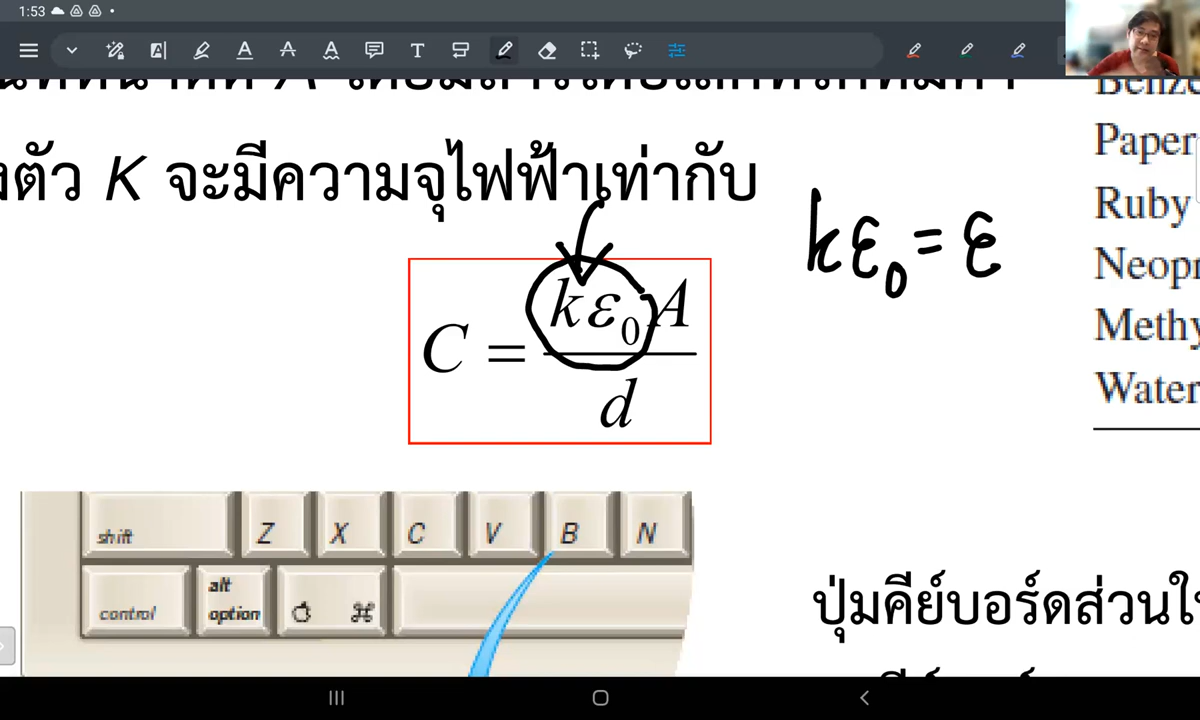 1:53
งตัว K จะมีความจุไฟฟ้าเท่ากับ
C = kε₀A / d
kε₀ = ε
Paper
Ruby
Water
shift Z X C V B N
control alt option ⌘
ปุ่มคีย์บอร์ดส่วนใ